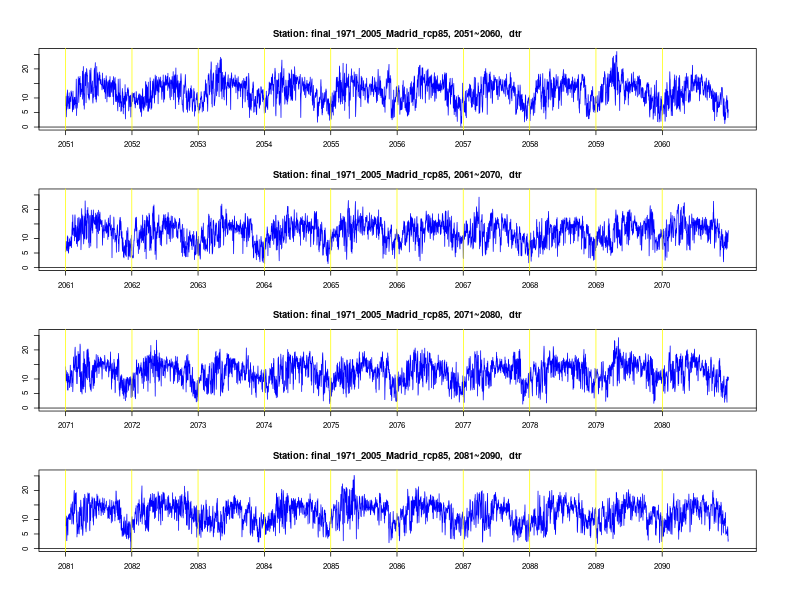 Station: final_1971_2005_Madrid_rcp85, 2051~2060, dtr
20
10
5
0
2051 2052 2053 2054 2055 2056 2057 2058 2059 2060
Station: final_1971_2005_Madrid_rcp85, 2061~2070, dtr
20
10
5
0
2061 2062 2063 2064 2065 2066 2067 2068 2069 2070
Station: final_1971_2005_Madrid_rcp85, 2071~2080, dtr
20
10
5
0
2071 2072 2073 2074 2075 2076 2077 2078 2079 2080
Station: final_1971_2005_Madrid_rcp85, 2081~2090, dtr
20
10
5
0
2081 2082 2083 2084 2085 2086 2087 2088 2089 2090